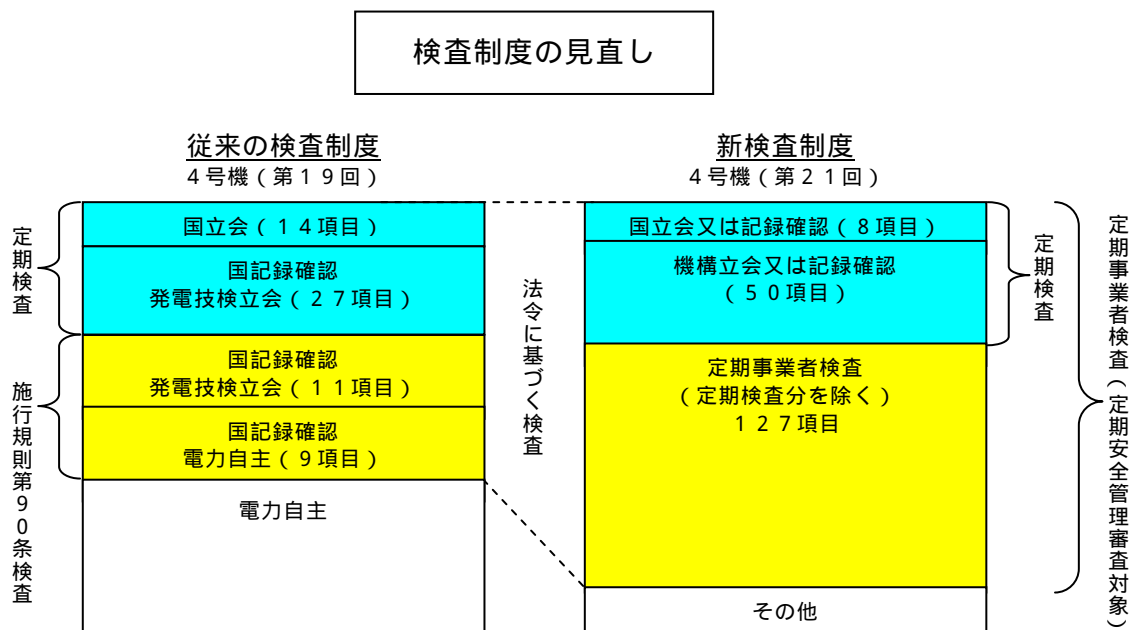 検査制度の見直し
従来の検査制度
4号機(第19回)
定期検査
国立会(14項目)
国記録確認
発電技検立会(27項目)
施行規則第90条検査
国記録確認
発電技検立会(11項目)
国記録確認
電力自主(9項目)
電力自主
法令に基づく検査
新検査制度
4号機(第21回)
国立会又は記録確認(8項目)
機構立会又は記録確認
(50項目)
定期検査
定期事業者検査
(定期検査分を除く)
127項目
その他
定期事業者検査(定期安全管理審査対象)